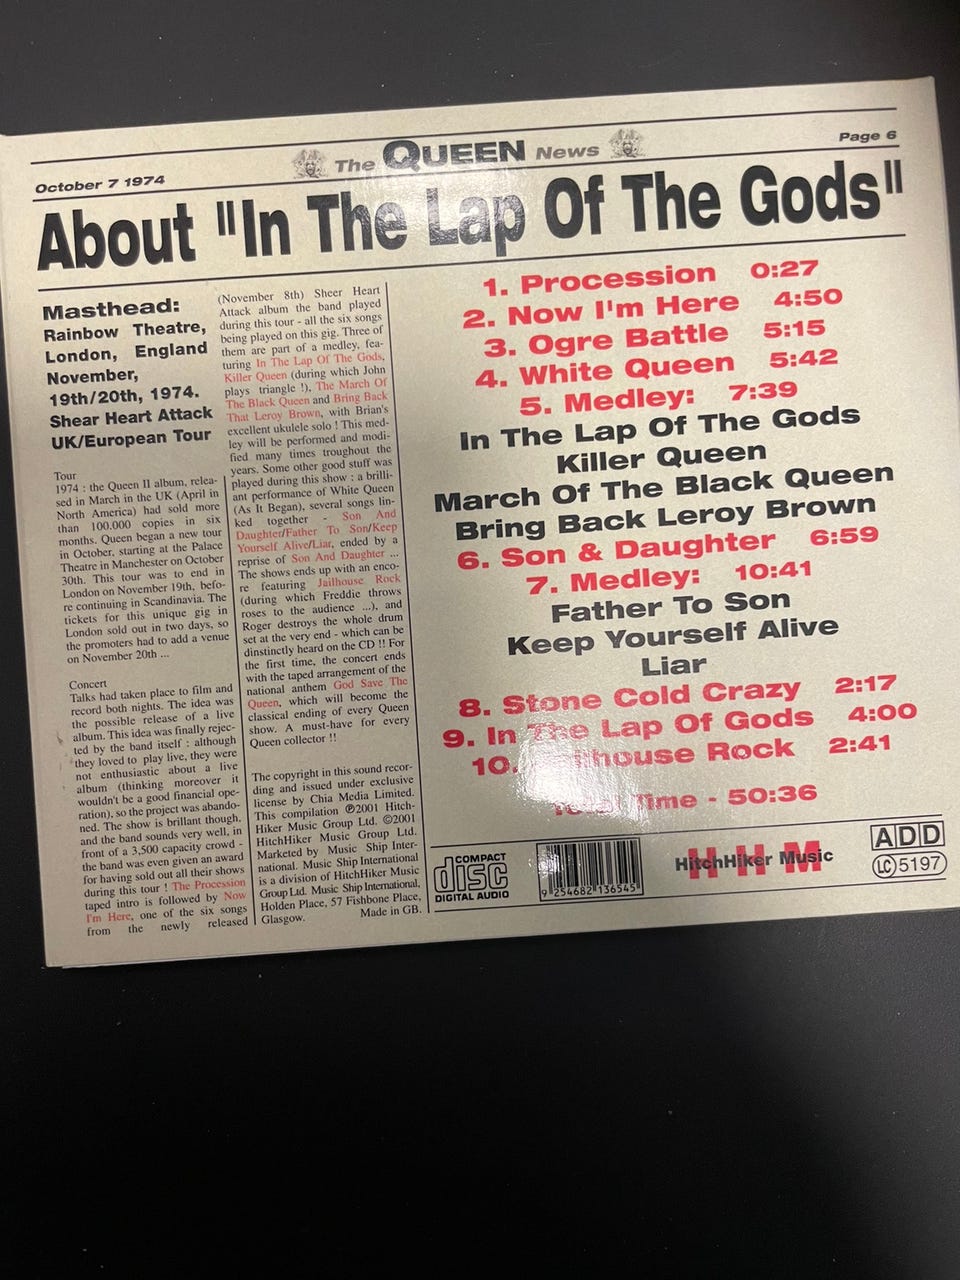 October 7 1974
The QUEEN News
Page 6
About "In The Lap Of The Gods"
Masthead:
Rainbow Theatre,
London, England
November,
19th/20th, 1974.
Shear Heart Attack
UK/European Tour
Tour
1974 : the Queen II album, relea-
sed in March in the UK (April in
North America) had sold more
than 100.000 copies in six
months. Queen began a new tour
in October, starting at the Palace
Theatre in Manchester on October
30th. This tour was to end in
London on November 19th, befo-
re continuing in Scandinavia. The
tickets for this unique gig in
London sold out in two days, so
the promoters had to add a venue
on November 20th ...
Concert
Talks had taken place to film and
record both nights. The idea was
the possible release of a live
album. This idea was finally rejec-
ted by the band itself : although
they loved to play live, they were
not enthusiastic about a live
album (thinking moreover it
wouldn't be a good financial ope-
ration), so the project was abando-
ned. The show is brillant though,
and the band sounds very well, in
front of a 3,500 capacity crowd -
the band was even given an award
for having sold out all their shows
during this tour ! The Procession
taped intro is followed by Now
I'm Here, one of the six songs
from the newly released
(November 8th) Sheer Heart
Attack album the band played
during this tour - all the six songs
being played on this gig. Three of
them are part of a medley, fea-
turing In The Lap Of The Gods,
Killer Queen (during which John
plays triangle !), The March Of
The Black Queen and Bring Back
That Leroy Brown, with Brian's
excellent ukulele solo ! This med-
ley will be performed and modi-
fied many times troughout the
years. Some other good stuff was
played during this show : a brilli-
ant performance of White Queen
(As It Began), several songs lin-
ked together - Son And
Daughter/Father To Son/Keep
Yourself Alive/Liar, ended by a
reprise of Son And Daughter ...
The shows ends up with an enco-
re featuring Jailhouse Rock
(during which Freddie throws
roses to the audience ...), and
Roger destroys the whole drum
set at the very end - which can be
dinstinctly heard on the CD !! For
the first time, the concert ends
with the taped arrangement of the
national anthem God Save The
Queen, which will become the
classical ending of every Queen
show. A must-have for every
Queen collector !!
The copyright in this sound recor-
ding and issued under exclusive
license by Chia Media Limited.
This compilation ℗2001 Hitch-
Hiker Music Group Ltd. ©2001
HitchHiker Music Group Ltd.
Marketed by Music Ship Inter-
national. Music Ship International
is a division of HitchHiker Music
Group Ltd. Music Ship International,
Holden Place, 57 Fishbone Place,
Glasgow. Made in GB.
1. Procession 0:27
2. Now I'm Here 4:50
3. Ogre Battle 5:15
4. White Queen 5:42
5. Medley: 7:39
In The Lap Of The Gods
Killer Queen
March Of The Black Queen
Bring Back Leroy Brown
6. Son & Daughter 6:59
7. Medley: 10:41
Father To Son
Keep Yourself Alive
Liar
8. Stone Cold Crazy 2:17
9. In The Lap Of Gods 4:00
10. Jailhouse Rock 2:41
Total Time - 50:36
COMPACT
disc
DIGITAL AUDIO
9 254682 136545
H H M
HitchHiker Music
ADD
LC 5197